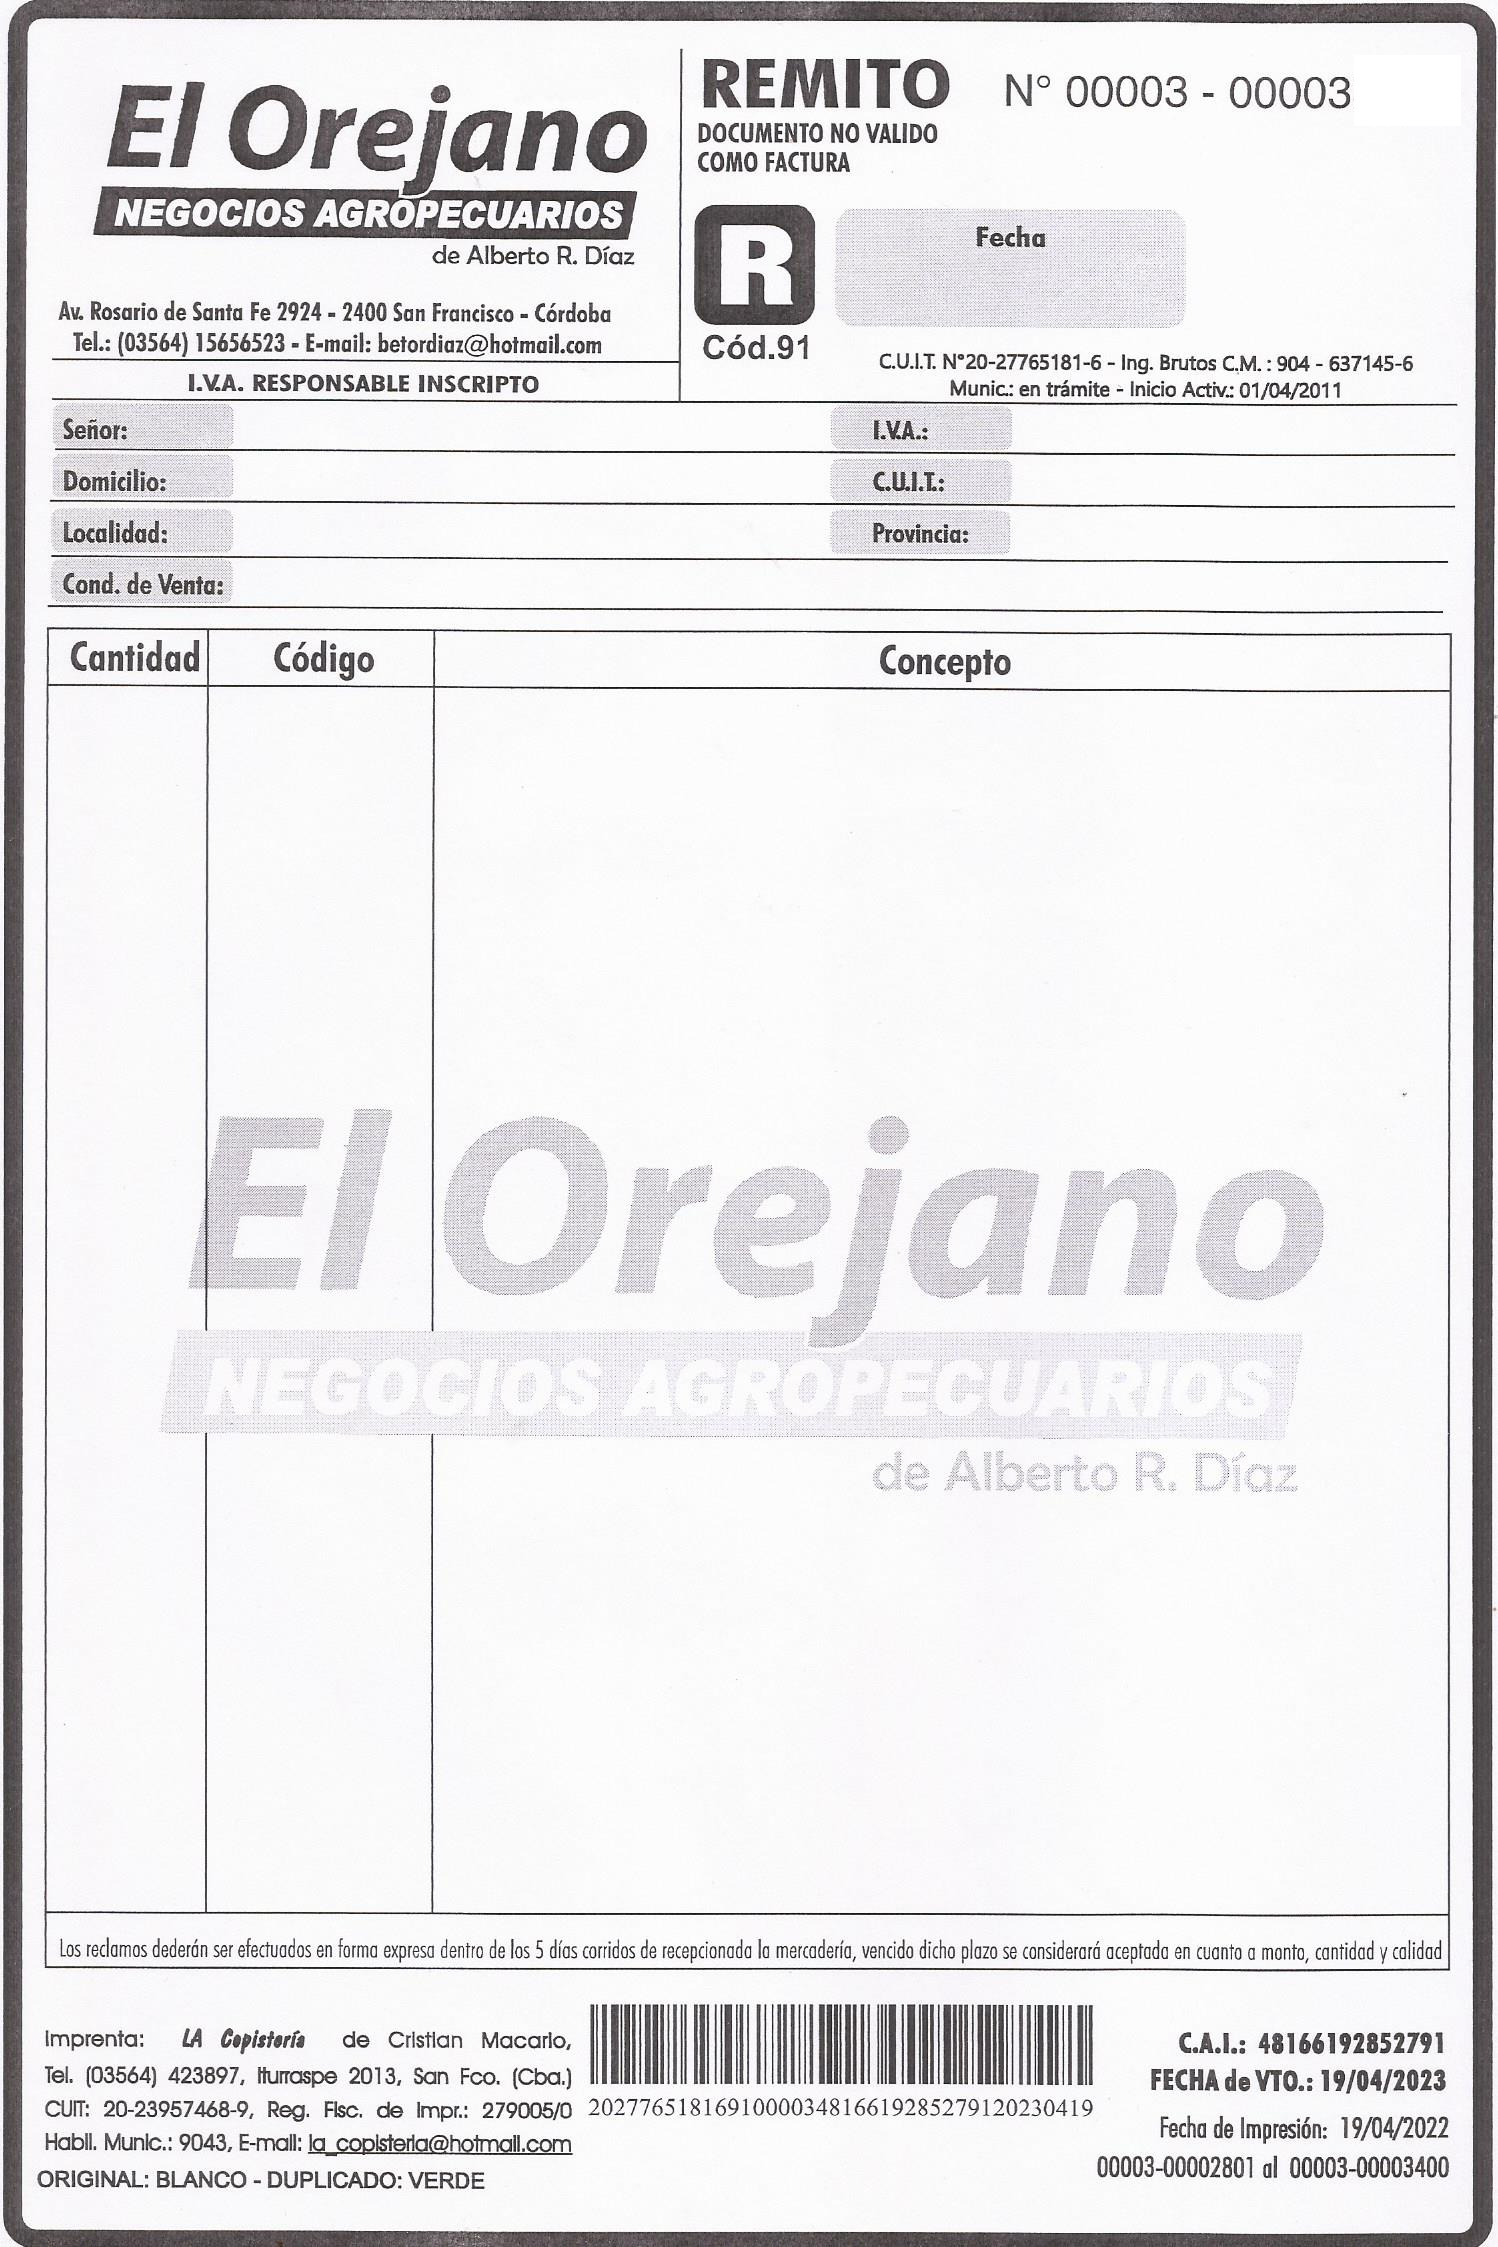 El Orejano
NEGOCIOS AGROPECUARIOS
de Alberto R. Díaz
Av. Rosario de Santa Fe 2924 - 2400 San Francisco - Córdoba
Tel.: (03564) 15656523 - E-mail: betordiaz@hotmail.com
I.V.A. RESPONSABLE INSCRIPTO
REMITO N° 00003 - 00003
DOCUMENTO NO VALIDO
COMO FACTURA
R
Cód.91
Fecha
C.U.I.T. N°20-27765181-6 - Ing. Brutos C.M. : 904 - 637145-6
Munic.: en trámite - Inicio Activ.: 01/04/2011
Señor: I.V.A.:
Domicilio: C.U.I.T.:
Localidad: Provincia:
Cond. de Venta:
Cantidad Código Concepto
El Orejano
NEGOCIOS AGROPECUARIOS
de Alberto R. Díaz
Los reclamos dederán ser efectuados en forma expresa dentro de los 5 días corridos de recepcionada la mercadería, vencido dicho plazo se considerará aceptada en cuanto a monto, cantidad y calidad
Imprenta: LA Copistería de Cristian Macario,
Tel. (03564) 423897, Iturraspe 2013, San Fco. (Cba.)
CUIT: 20-23957468-9, Reg. Fisc. de Impr.: 279005/0
Habil. Munic.: 9043, E-mail: la_copisteria@hotmail.com
ORIGINAL: BLANCO - DUPLICADO: VERDE
2027765181691000034816619285279120230419
C.A.I.: 48166192852791
FECHA de VTO.: 19/04/2023
Fecha de Impresión: 19/04/2022
00003-00002801 al 00003-00003400